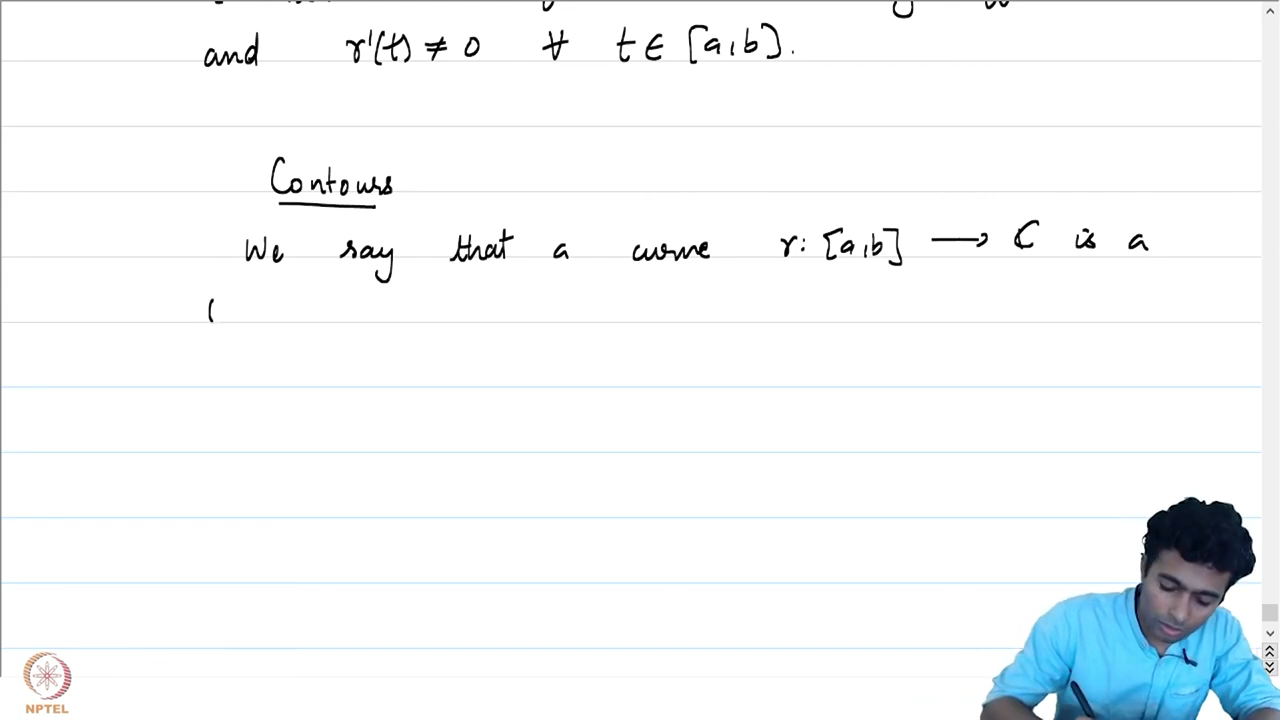 and r'(t) ≠ 0 ∀ t ∈ [a,b].
Contours
We say that a curve r: [a,b] ⟶ ℂ is a
(
NPTEL